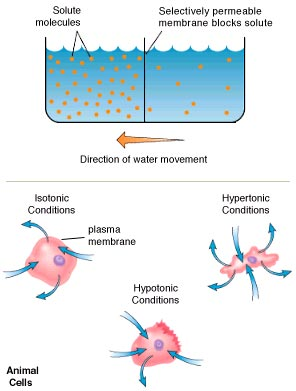 Solute
molecules
Selectively permeable
membrane blocks solute
Direction of water movement
Isotonic
Conditions
plasma
membrane
Hypertonic
Conditions
Hypotonic
Conditions
Animal
Cells